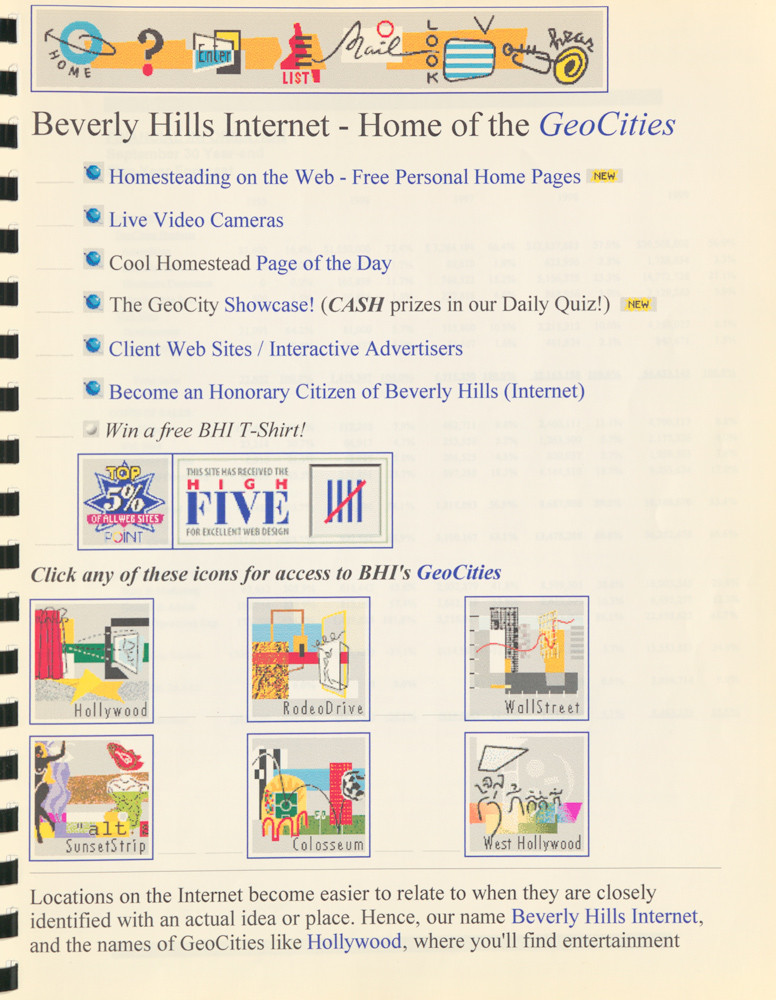 HOME ? Enter LIST Mail LOOK hear
Beverly Hills Internet - Home of the GeoCities
Homesteading on the Web - Free Personal Home Pages NEW
Live Video Cameras
Cool Homestead Page of the Day
The GeoCity Showcase! (CASH prizes in our Daily Quiz!) NEW
Client Web Sites / Interactive Advertisers
Become an Honorary Citizen of Beverly Hills (Internet)
Win a free BHI T-Shirt!
TOP
5%
OF ALL WEB SITES
POINT
THIS SITE HAS RECEIVED THE
HIGH
FIVE
FOR EXCELLENT WEB DESIGN
Click any of these icons for access to BHI's GeoCities
Hollywood
RodeoDrive
WallStreet
"alt
SunsetStrip
Colosseum
West Hollywood
Locations on the Internet become easier to relate to when they are closely
identified with an actual idea or place. Hence, our name Beverly Hills Internet,
and the names of GeoCities like Hollywood, where you'll find entertainment